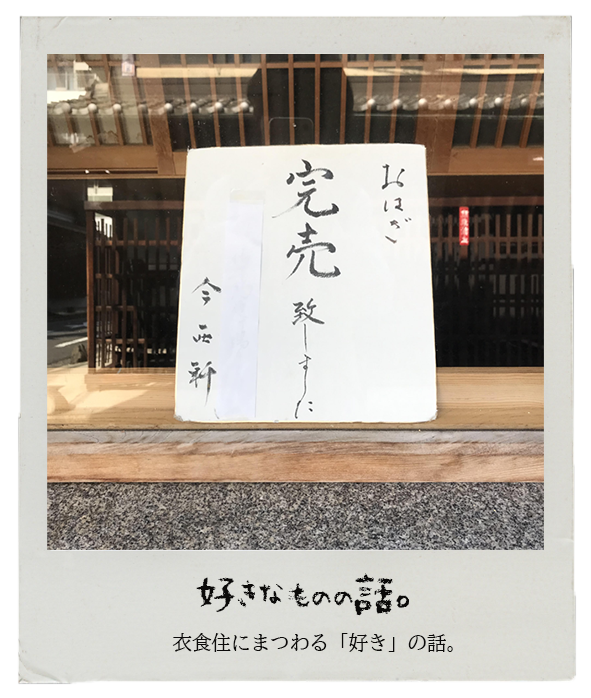 おはぎ
完売致しました
今西軒
好きなものの話。
衣食住にまつわる「好き」の話。